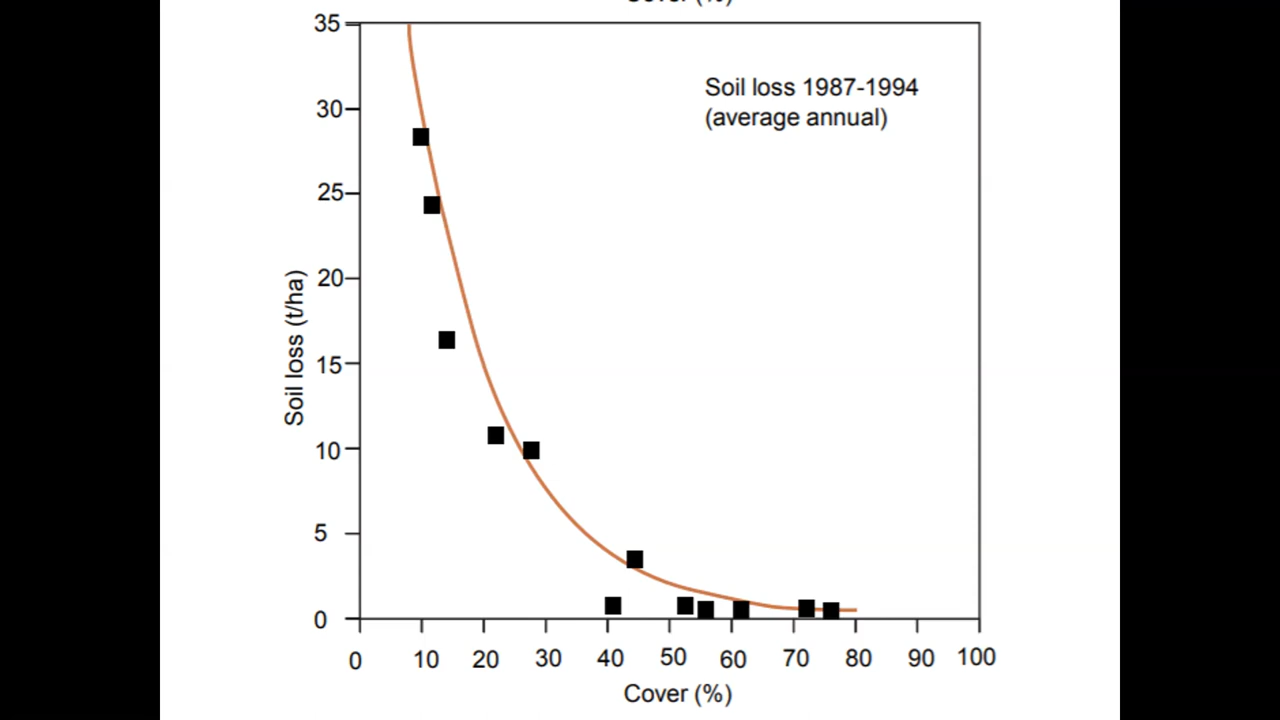 Cover (%)
35
Soil loss 1987-1994
(average annual)
30
25
20
15
10
5
0
Soil loss (t/ha)
0 10 20 30 40 50 60 70 80 90 100
Cover (%)